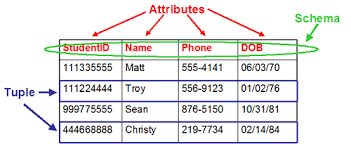 Attributes
Schema
StudentID Name Phone DOB
111335555 Matt 555-4141 06/03/70
111224444 Troy 556-9123 01/02/76
Tuple
999775555 Sean 876-5150 10/31/81
444668888 Christy 219-7734 02/14/84